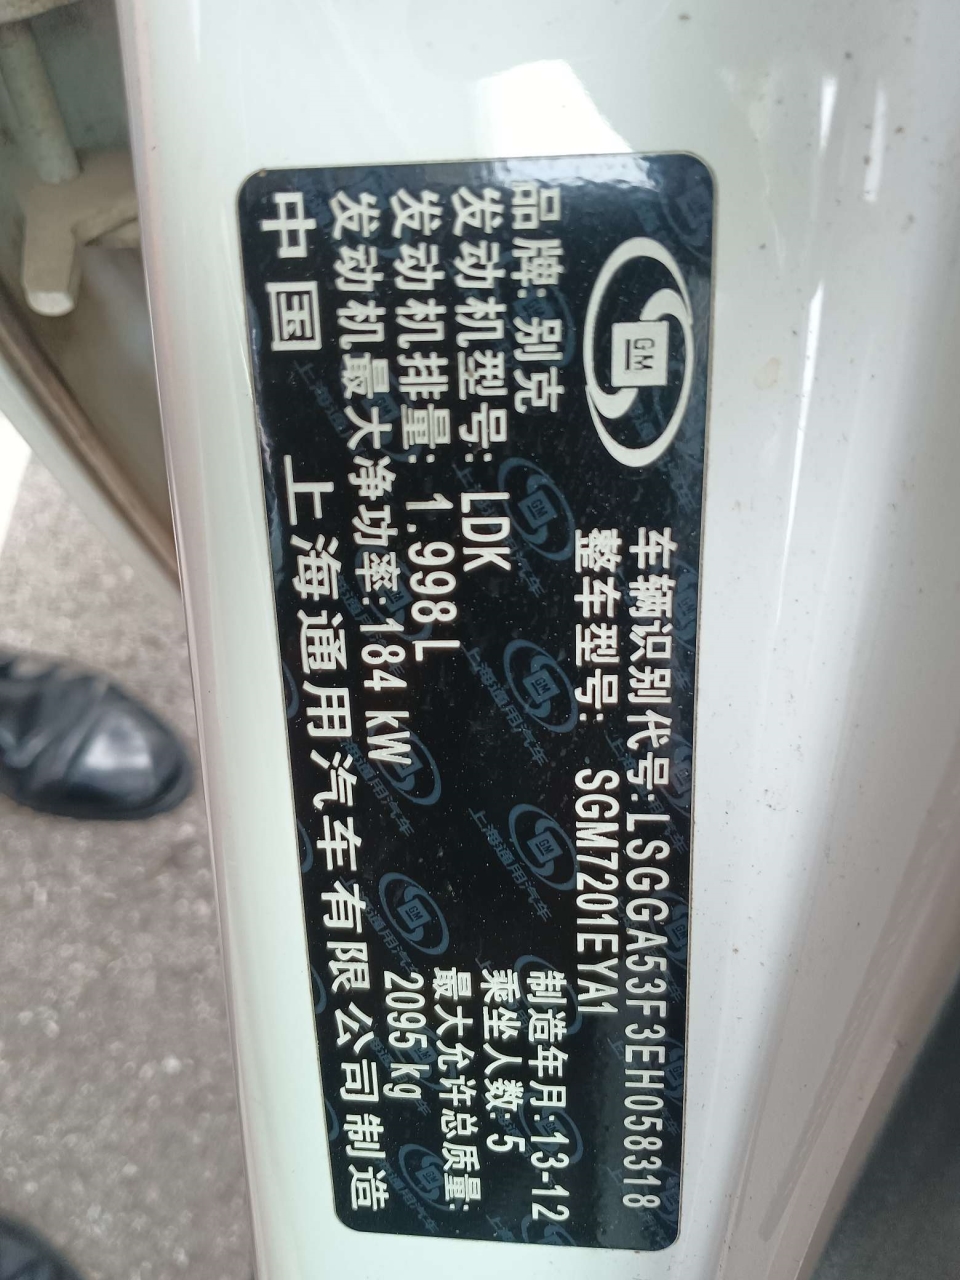 GM
车辆识别代号:LSGGA53F3EH058318
整车型号: SGM7201EYA1
品牌:别克
制造年月:13-12
发动机型号: LDK
乘坐人数:5
发动机排量: 1.998L
最大允许总质量:
2095kg
发动机最大净功率:184 kW
中国 上海通用汽车有限公司制造